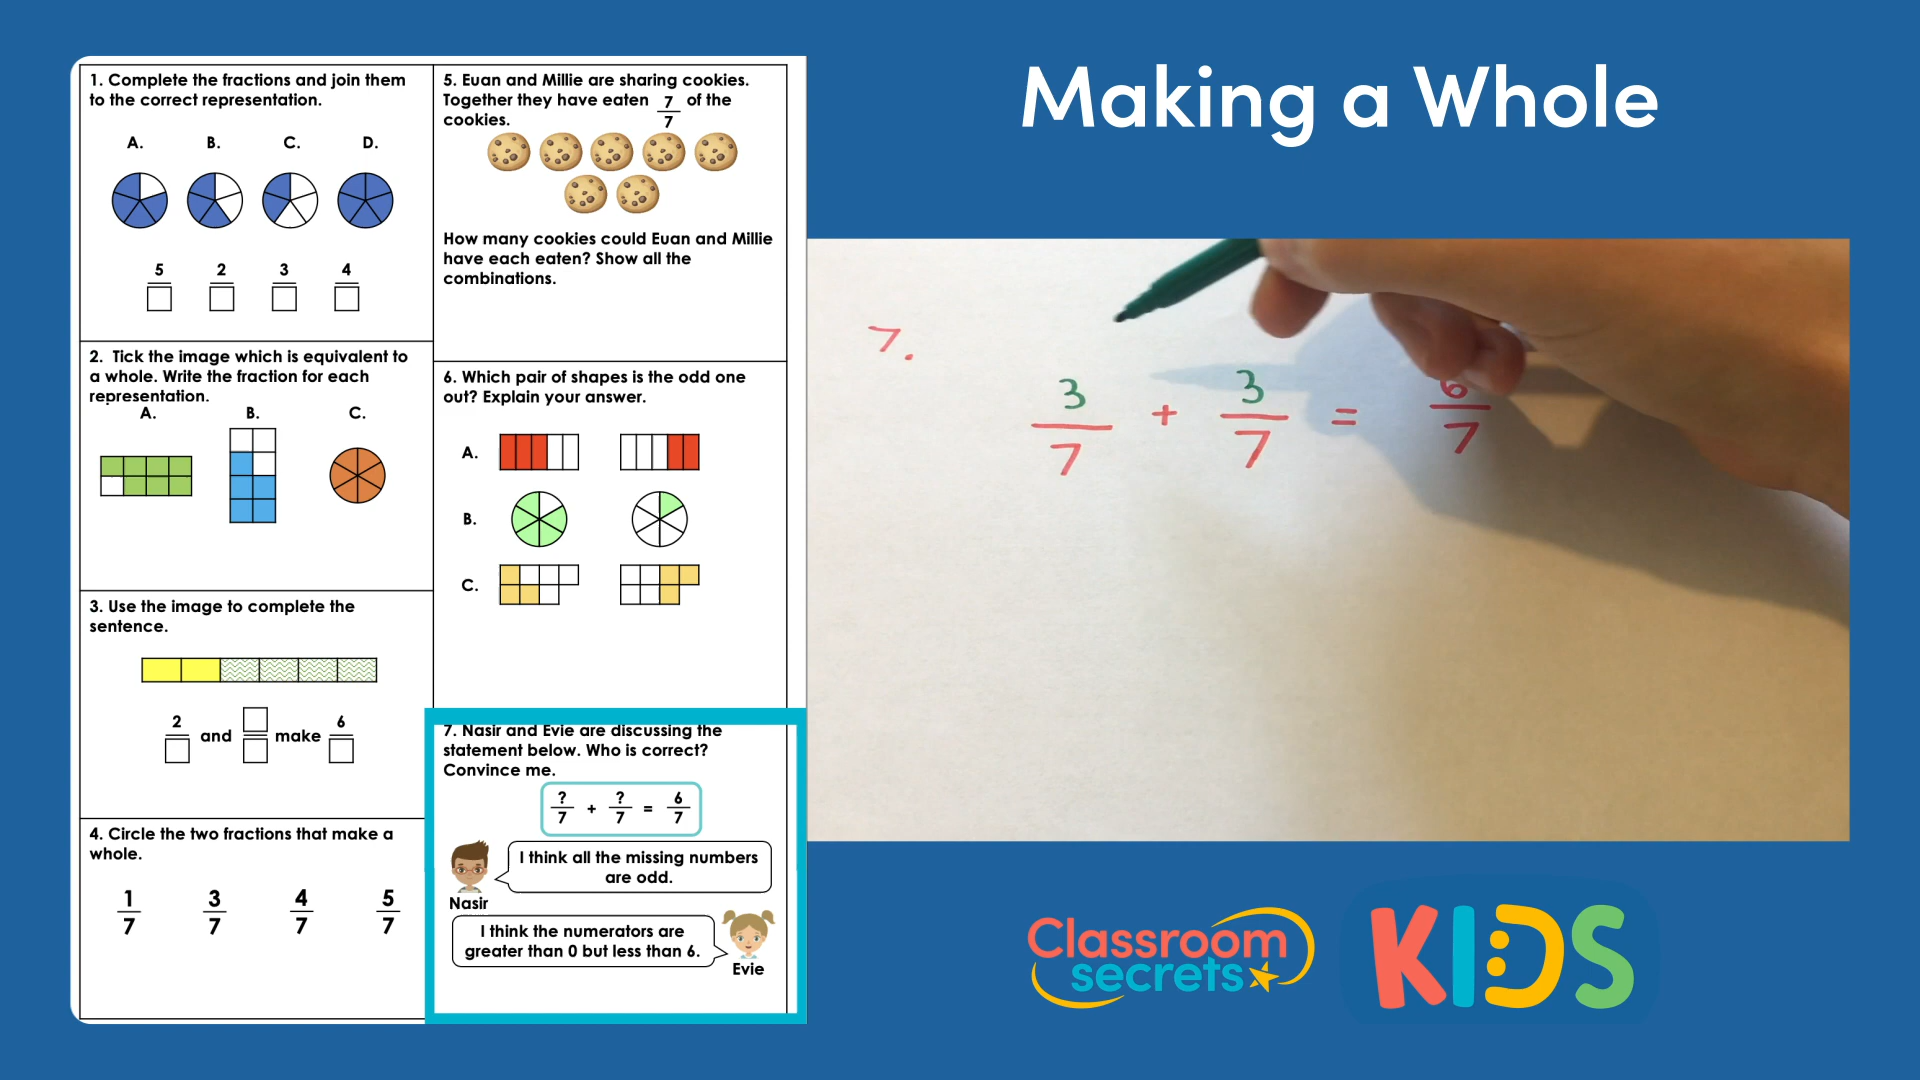 Making a Whole
1. Complete the fractions and join them
to the correct representation.
A. B. C. D.
5 2 3 4
2. Tick the image which is equivalent to
a whole. Write the fraction for each
representation.
A. B. C.
3. Use the image to complete the
sentence.
2 6
and make
4. Circle the two fractions that make a
whole.
1 3 4 5
7 7 7 7
5. Euan and Millie are sharing cookies.
Together they have eaten 7/7 of the
cookies.
How many cookies could Euan and Millie
have each eaten? Show all the
combinations.
6. Which pair of shapes is the odd one
out? Explain your answer.
A.
B.
C.
7. Nasir and Evie are discussing the
statement below. Who is correct?
Convince me.
?/7 + ?/7 = 6/7
I think all the missing numbers
are odd.
Nasir
I think the numerators are
greater than 0 but less than 6.
Evie
7.
3/7 + 3/7 = 6/7
Classroom
secrets
KIDS